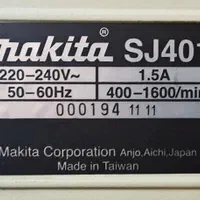 makita® SJ401
220-240V~ 1.5A
50-60Hz 400-1600/min
000194 11 11
Makita Corporation Anjo, Aichi, Japan
Made in Taiwan